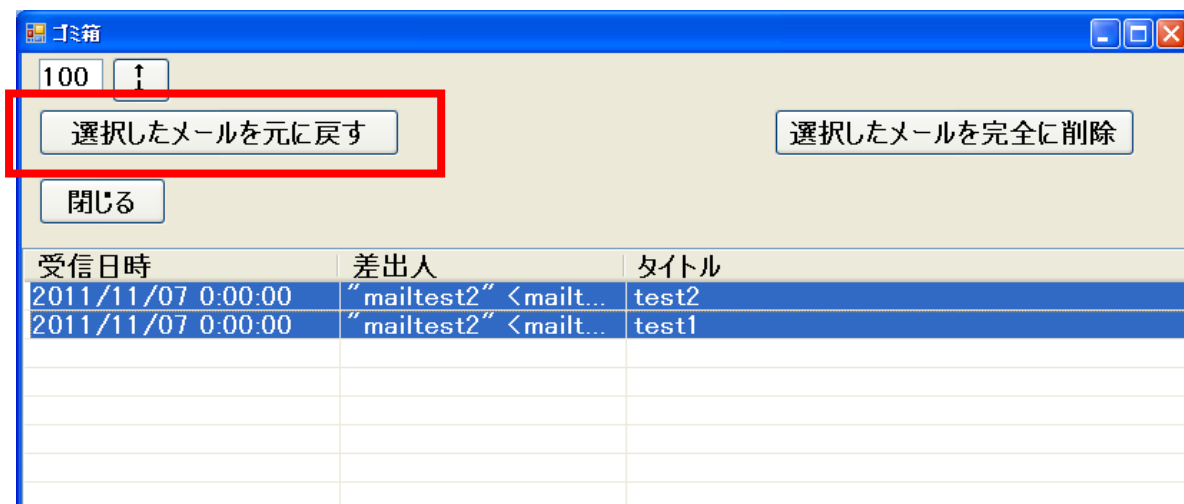 ゴミ箱
100 ↕
選択したメールを元に戻す 選択したメールを完全に削除
閉じる
受信日時 差出人 タイトル
2011/11/07 0:00:00 "mailtest2" <mailt... test2
2011/11/07 0:00:00 "mailtest2" <mailt... test1